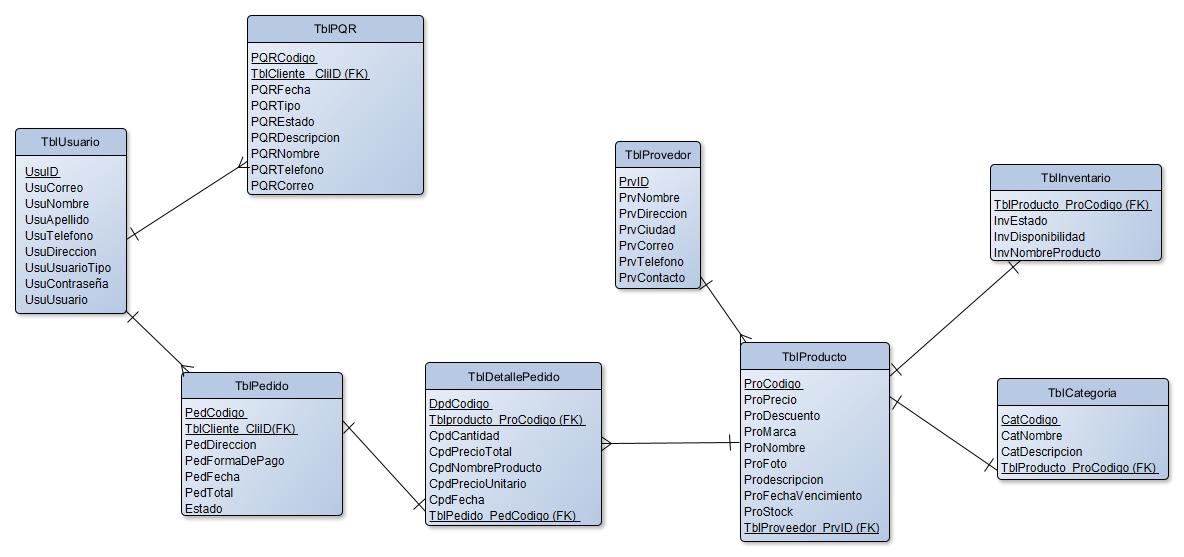 TblPQR
PQRCodigo
TblCliente_ CliID (FK)
PQRFecha
PQRTipo
PQREstado
PQRDescripcion
PQRNombre
PQRTelefono
PQRCorreo
TblUsuario
UsuID
UsuCorreo
UsuNombre
UsuApellido
UsuTelefono
UsuDireccion
UsuUsuarioTipo
UsuContraseña
UsuUsuario
TblPedido
PedCodigo
TblCliente_CliID(FK)
PedDireccion
PedFormaDePago
PedFecha
PedTotal
Estado
TblDetallePedido
DpdCodigo
Tblproducto_ProCodigo (FK)
CpdCantidad
CpdPrecioTotal
CpdNombreProducto
CpdPrecioUnitario
CpdFecha
TblPedido_PedCodigo (FK)
TblProvedor
PrvID
PrvNombre
PrvDireccion
PrvCiudad
PrvCorreo
PrvTelefono
PrvContacto
TblProducto
ProCodigo
ProPrecio
ProDescuento
ProMarca
ProNombre
ProFoto
Prodescripcion
ProFechaVencimiento
ProStock
TblProveedor_PrvID (FK)
TblInventario
TblProducto_ProCodigo (FK)
InvEstado
InvDisponibilidad
InvNombreProducto
TblCategoria
CatCodigo
CatNombre
CatDescripcion
TblProducto_ProCodigo (FK)